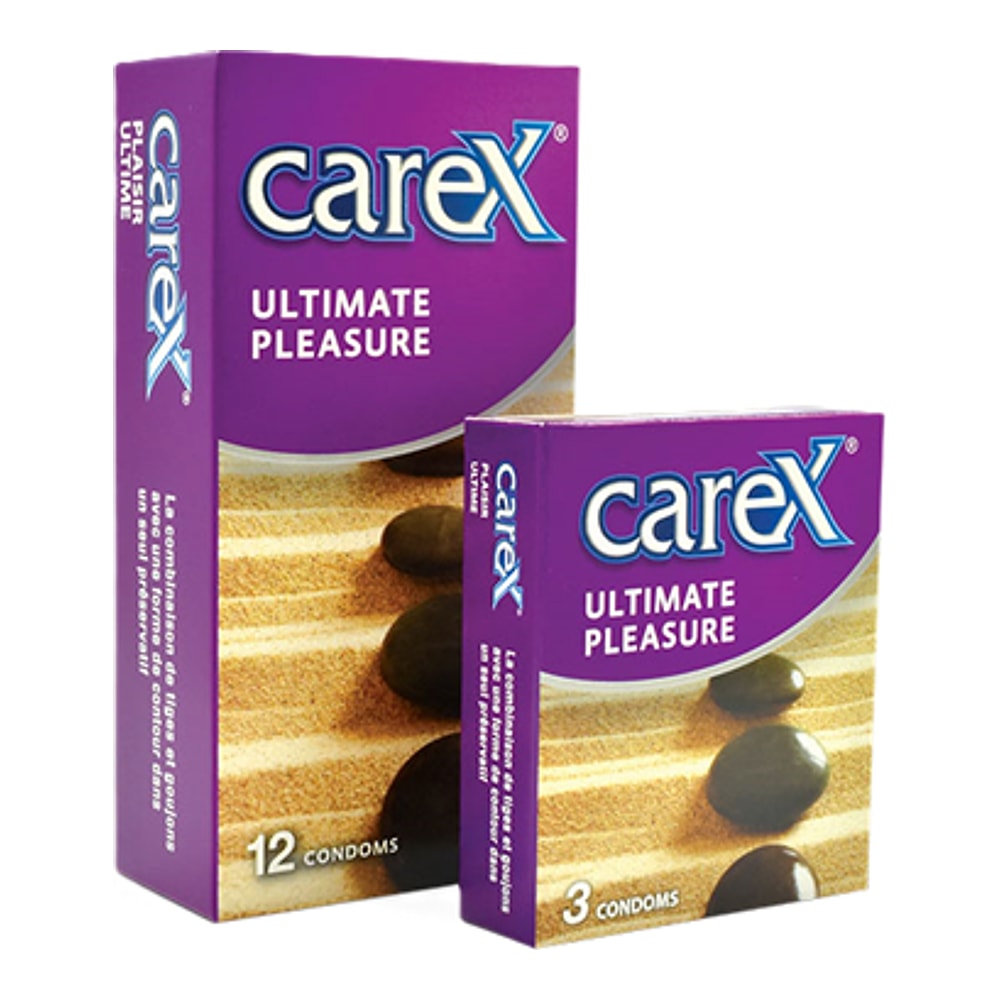 carex®
PLAISIR
ULTIME
La combinaison de tiges et goujons
avec une forme de contour dans
un seul préservatif
carex®
ULTIMATE
PLEASURE
12 CONDOMS
carex
PLAISIR
ULTIME
La combinaison de tiges et goujons
avec une forme de contour dans
un seul préservatif
carex®
ULTIMATE
PLEASURE
3 CONDOMS